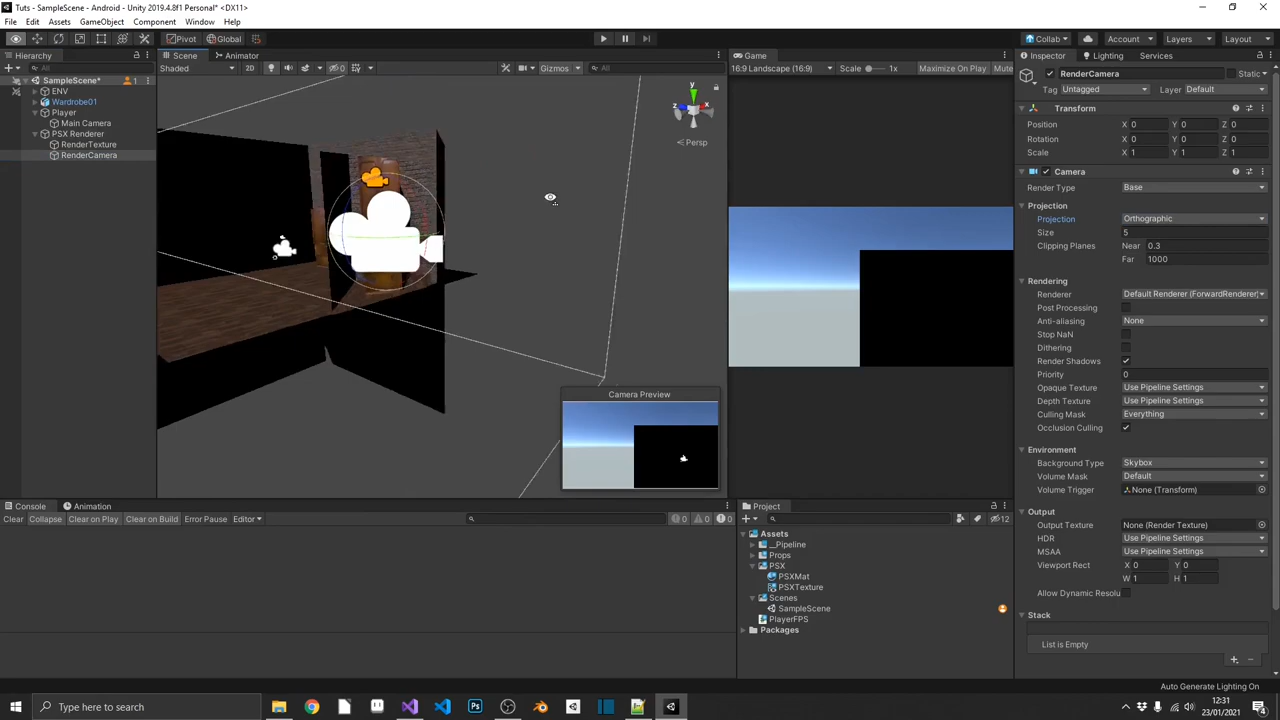 Tuts - SampleScene - Android - Unity 2019.4.8f1 Personal* <DX11>
File Edit Assets GameObject Component Window Help
Pivot Global Collab Account Layers Layout
Hierarchy
All
SampleScene* 1
ENV
Wardrobe01
Player
Main Camera
PSX Renderer
RenderTexture
RenderCamera
Scene Animator
Shaded 2D 0 Gizmos All
y
z x
Persp
Camera Preview
Game
16:9 Landscape (16:9) Scale 1x Maximize On Play Mute
Inspector Lighting Services
RenderCamera Static
Tag Untagged Layer Default
Transform
Position X 0 Y 0 Z 0
Rotation X 0 Y 0 Z 0
Scale X 1 Y 1 Z 1
Camera
Render Type Base
Projection
Projection Orthographic
Size 5
Clipping Planes Near 0.3
Far 1000
Rendering
Renderer Default Renderer (ForwardRenderer)
Post Processing
Anti-aliasing None
Stop NaN
Dithering
Render Shadows
Priority 0
Opaque Texture Use Pipeline Settings
Depth Texture Use Pipeline Settings
Culling Mask Everything
Occlusion Culling
Environment
Background Type Skybox
Volume Mask Default
Volume Trigger None (Transform)
Output
Output Texture None (Render Texture)
HDR Use Pipeline Settings
MSAA Use Pipeline Settings
Viewport Rect X 0 Y 0
W 1 H 1
Allow Dynamic Resolu
Stack
List is Empty
Console Animation
Clear Collapse Clear on Play Clear on Build Error Pause Editor 0 0 0
Project
12
Assets
__Pipeline
Props
PSX
PSXMat
PSXTexture
Scenes
SampleScene
PlayerFPS
Packages
Auto Generate Lighting On
Type here to search
12:31
23/01/2021